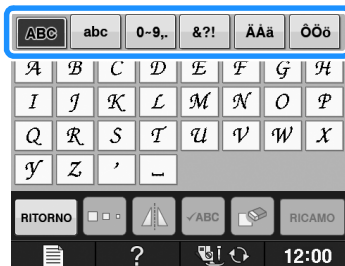 ABC abc 0~9,. &?! ÄÅä ÔÖö
A B C D E F G H
I J K L M N O P
Q R S T U V W X
Y Z ' ⎵
RITORNO ✓ABC RICAMO
? 12:00